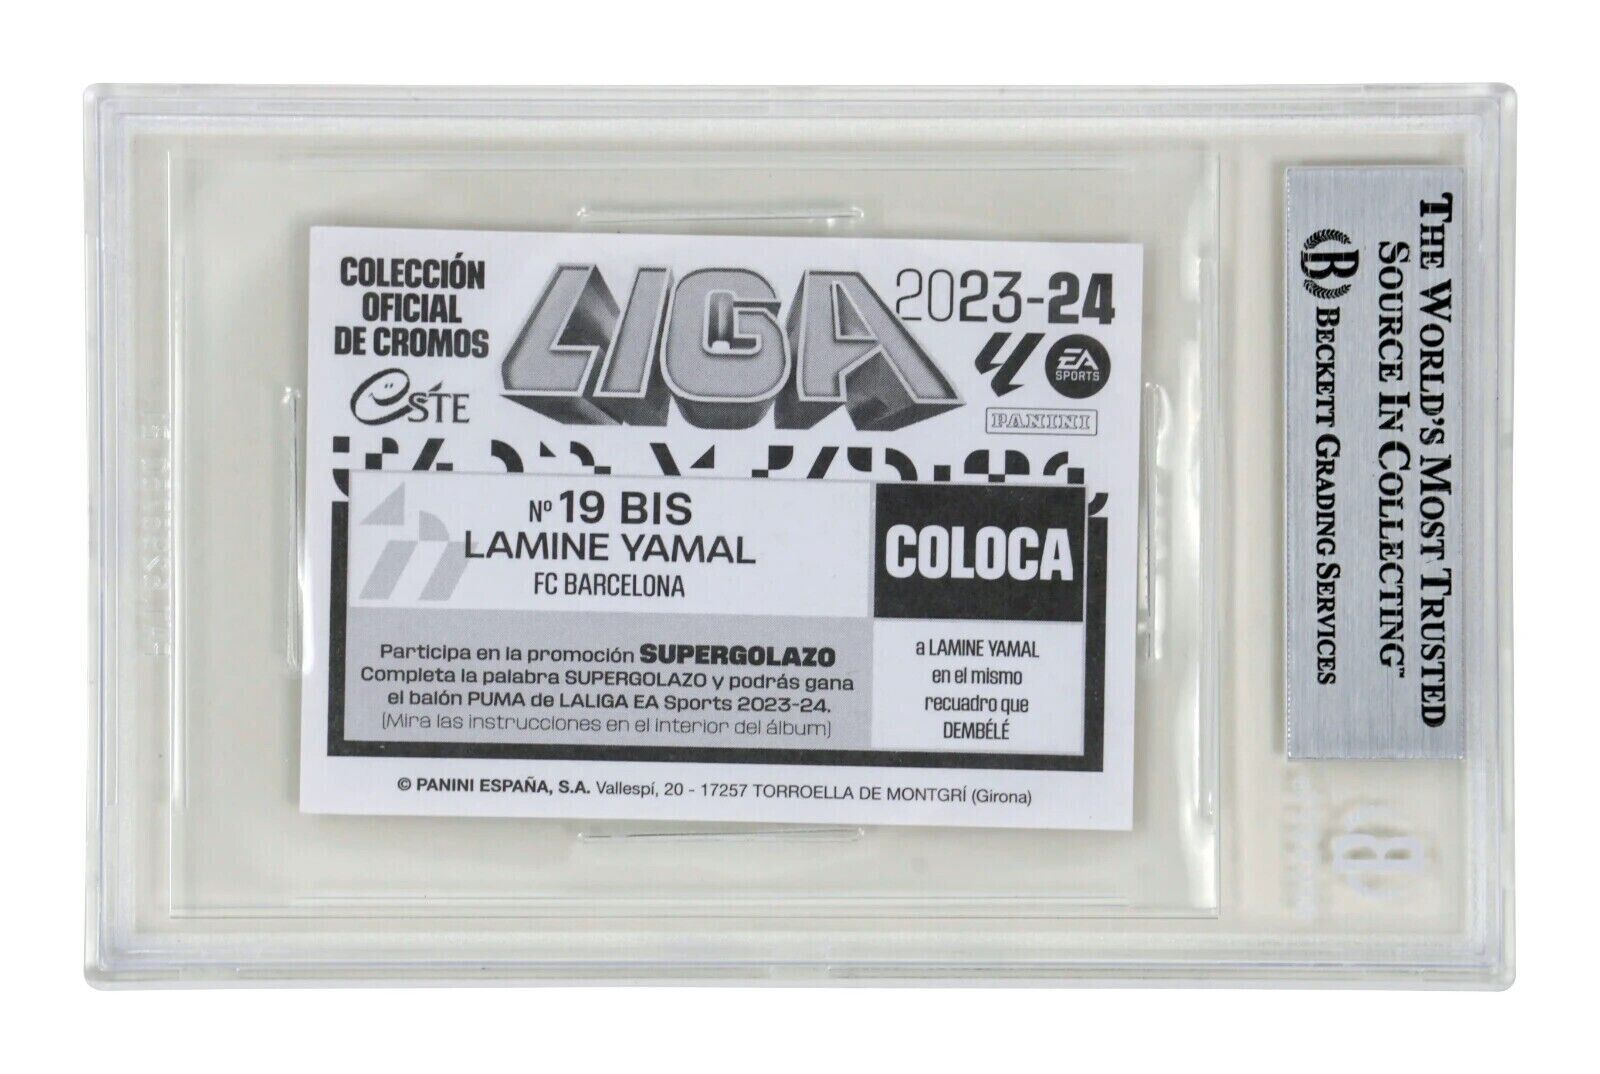 COLECCIÓN
OFICIAL
DE CROMOS
este
LIGA
2023-24
EA
SPORTS
PANINI
Nº 19 BIS
LAMINE YAMAL
FC BARCELONA
COLOCA
Participa en la promoción SUPERGOLAZO
Completa la palabra SUPERGOLAZO y podrás gana
el balón PUMA de LALIGA EA Sports 2023-24.
(Mira las instrucciones en el interior del álbum)
a LAMINE YAMAL
en el mismo
recuadro que
DEMBÉLÉ
© PANINI ESPAÑA, S.A. Vallespí, 20 - 17257 TORROELLA DE MONTGRÍ (Girona)
THE WORLD'S MOST TRUSTED
SOURCE IN COLLECTING™
B BECKETT GRADING SERVICES